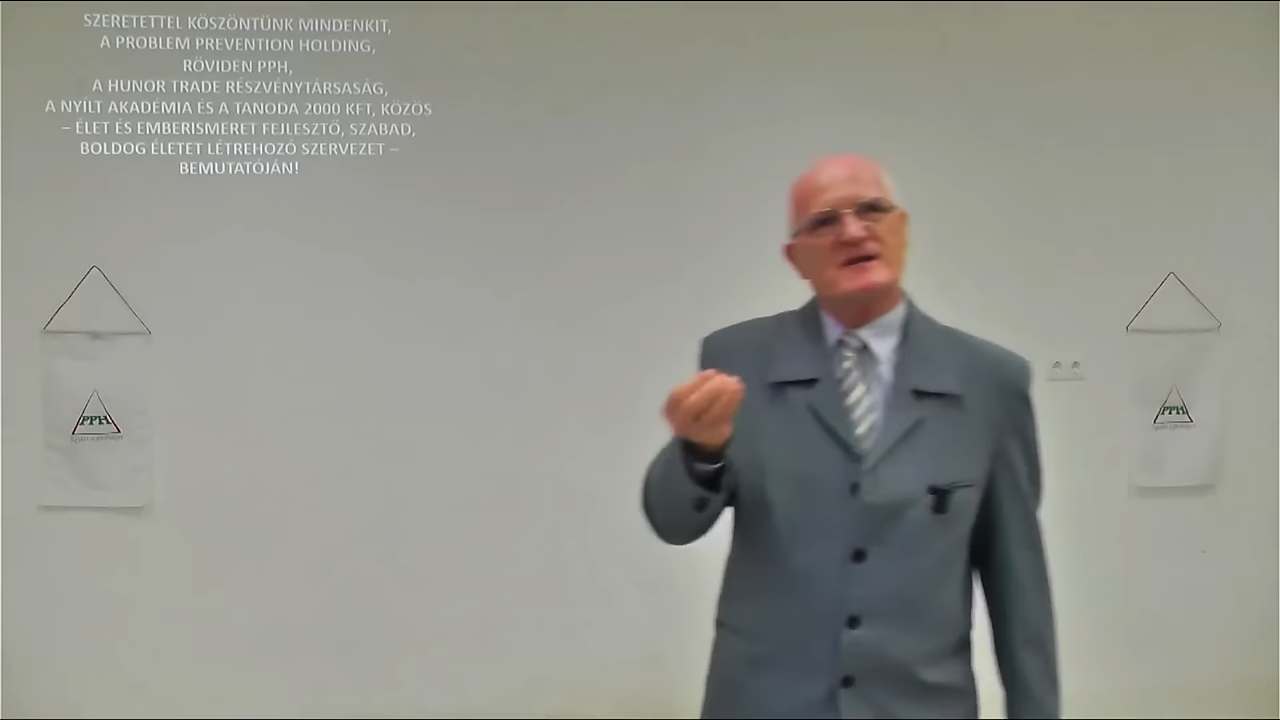 SZERETETTEL KÖSZÖNTÜNK MINDENKIT,
A PROBLEM PREVENTION HOLDING,
RÖVIDEN PPH,
A HUNOR TRADE RÉSZVÉNYTÁRSASÁG,
A NYÍLT AKADÉMIA ÉS A TANODA 2000 KFT, KÖZÖS
– ÉLET ÉS EMBERISMERET FEJLESZTŐ, SZABAD,
BOLDOG ÉLETET LÉTREHOZÓ SZERVEZET –
BEMUTATÓJÁN!
PPH
PPH